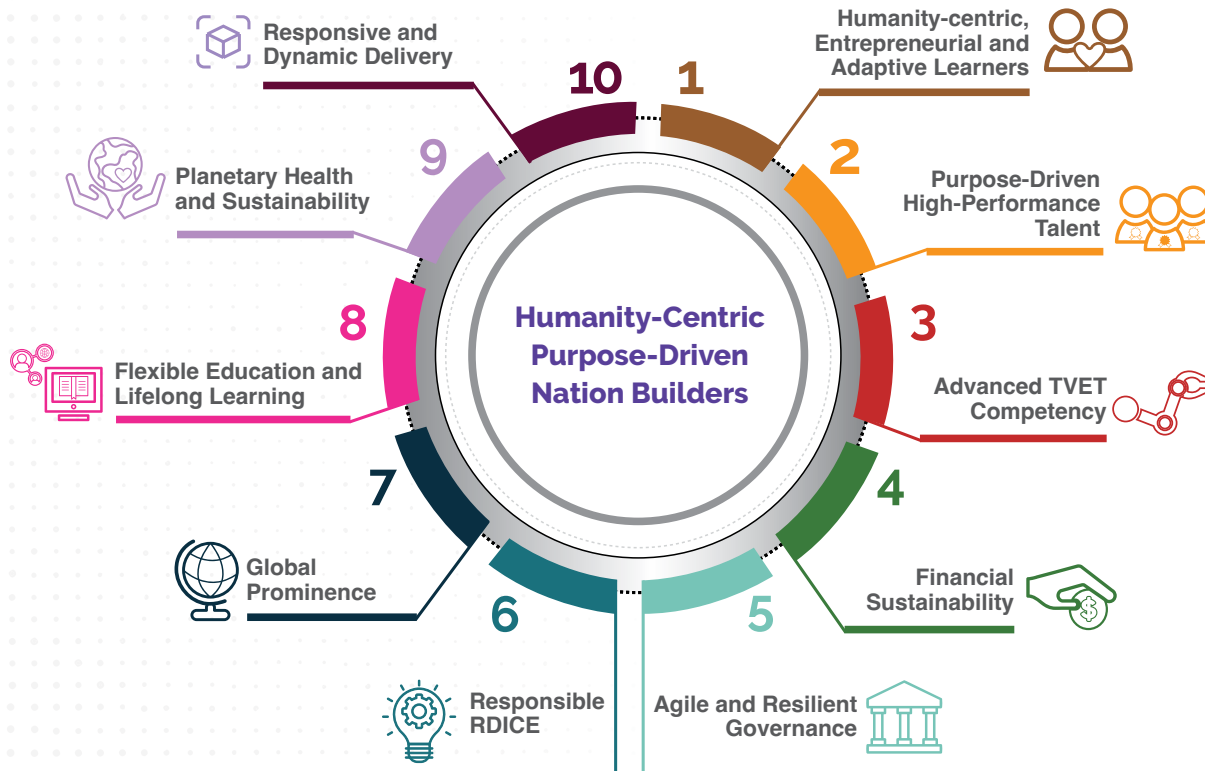 Humanity-Centric
Purpose-Driven
Nation Builders
1
Humanity-centric,
Entrepreneurial and
Adaptive Learners
2
Purpose-Driven
High-Performance
Talent
3
Advanced TVET
Competency
4
Financial
Sustainability
$
5
Agile and Resilient
Governance
6
Responsible
RDICE
7
Global
Prominence
8
Flexible Education and
Lifelong Learning
9
Planetary Health
and Sustainability
10
Responsive and
Dynamic Delivery